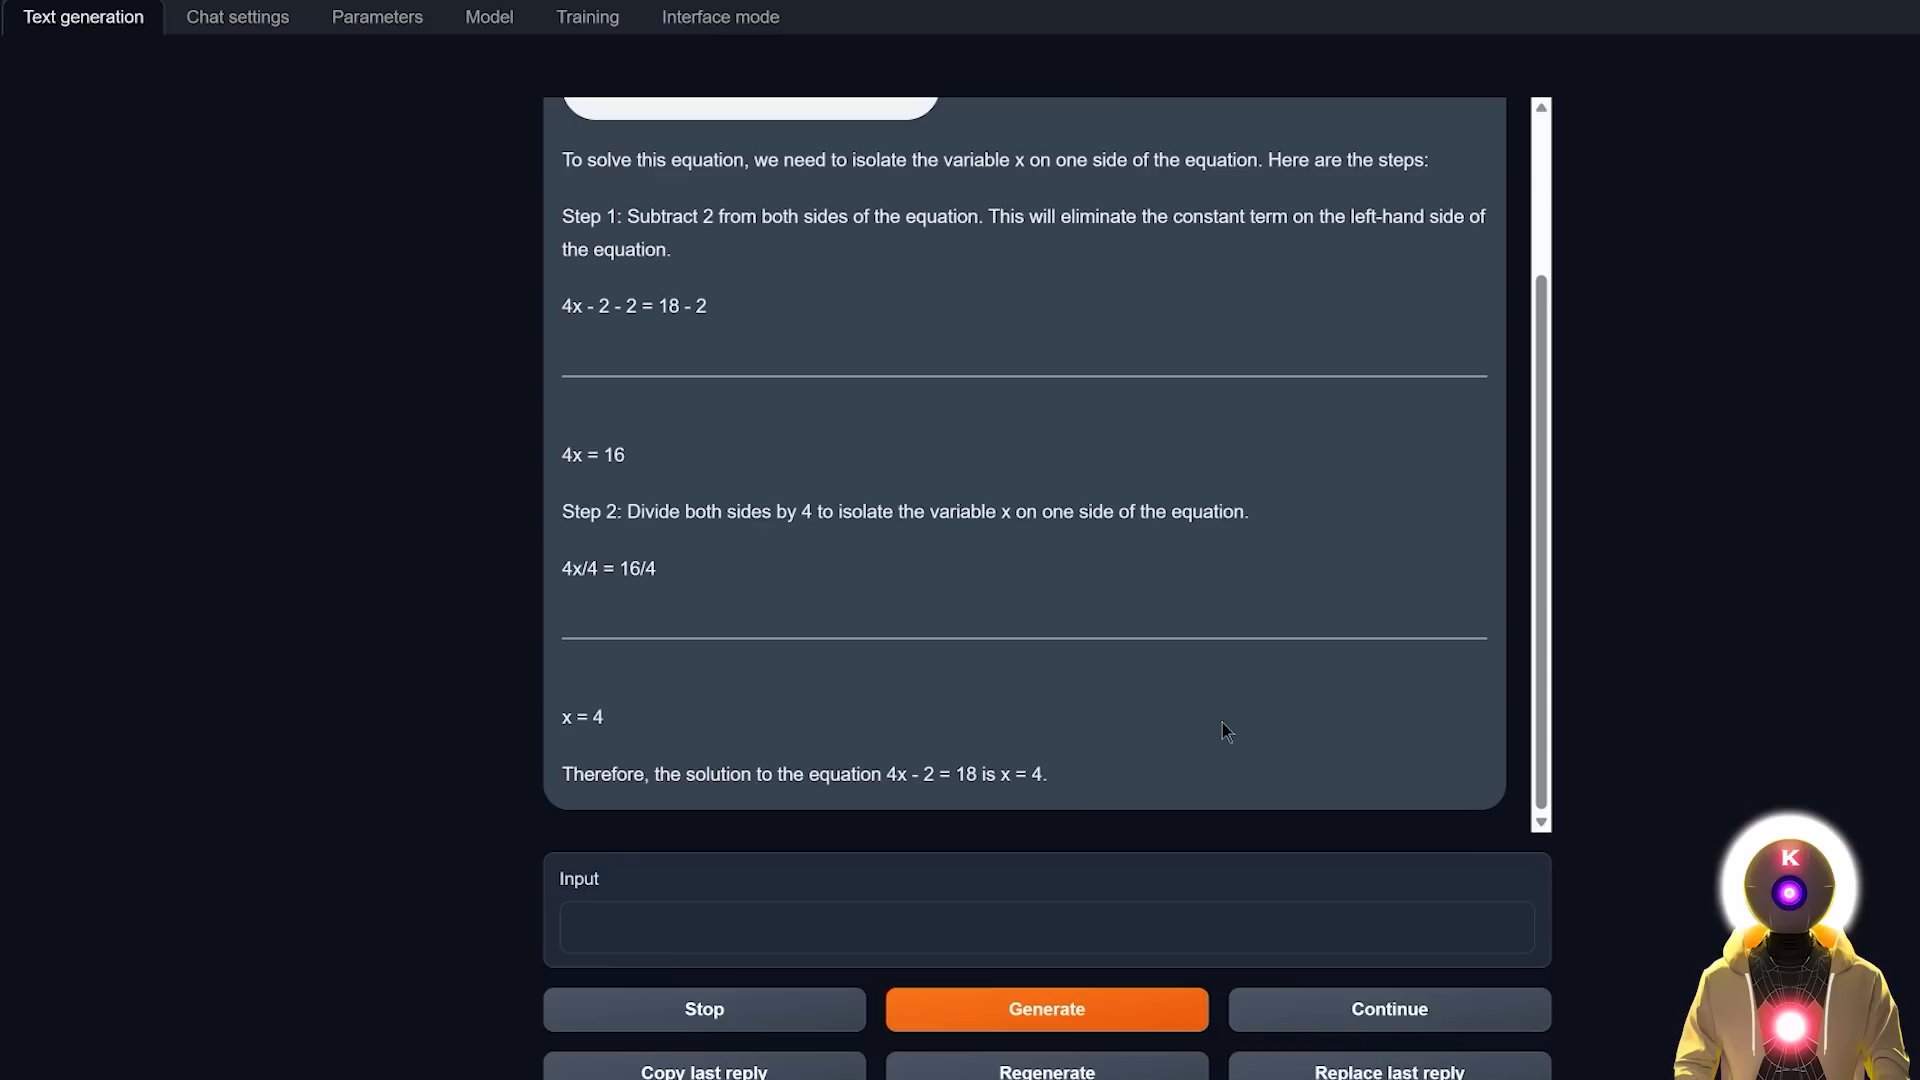 Text generation Chat settings Parameters Model Training Interface mode
To solve this equation, we need to isolate the variable x on one side of the equation. Here are the steps:
Step 1: Subtract 2 from both sides of the equation. This will eliminate the constant term on the left-hand side of
the equation.
4x - 2 - 2 = 18 - 2
4x = 16
Step 2: Divide both sides by 4 to isolate the variable x on one side of the equation.
4x/4 = 16/4
x = 4
Therefore, the solution to the equation 4x - 2 = 18 is x = 4.
Input
Stop Generate Continue
Copy last reply Regenerate Replace last reply
K